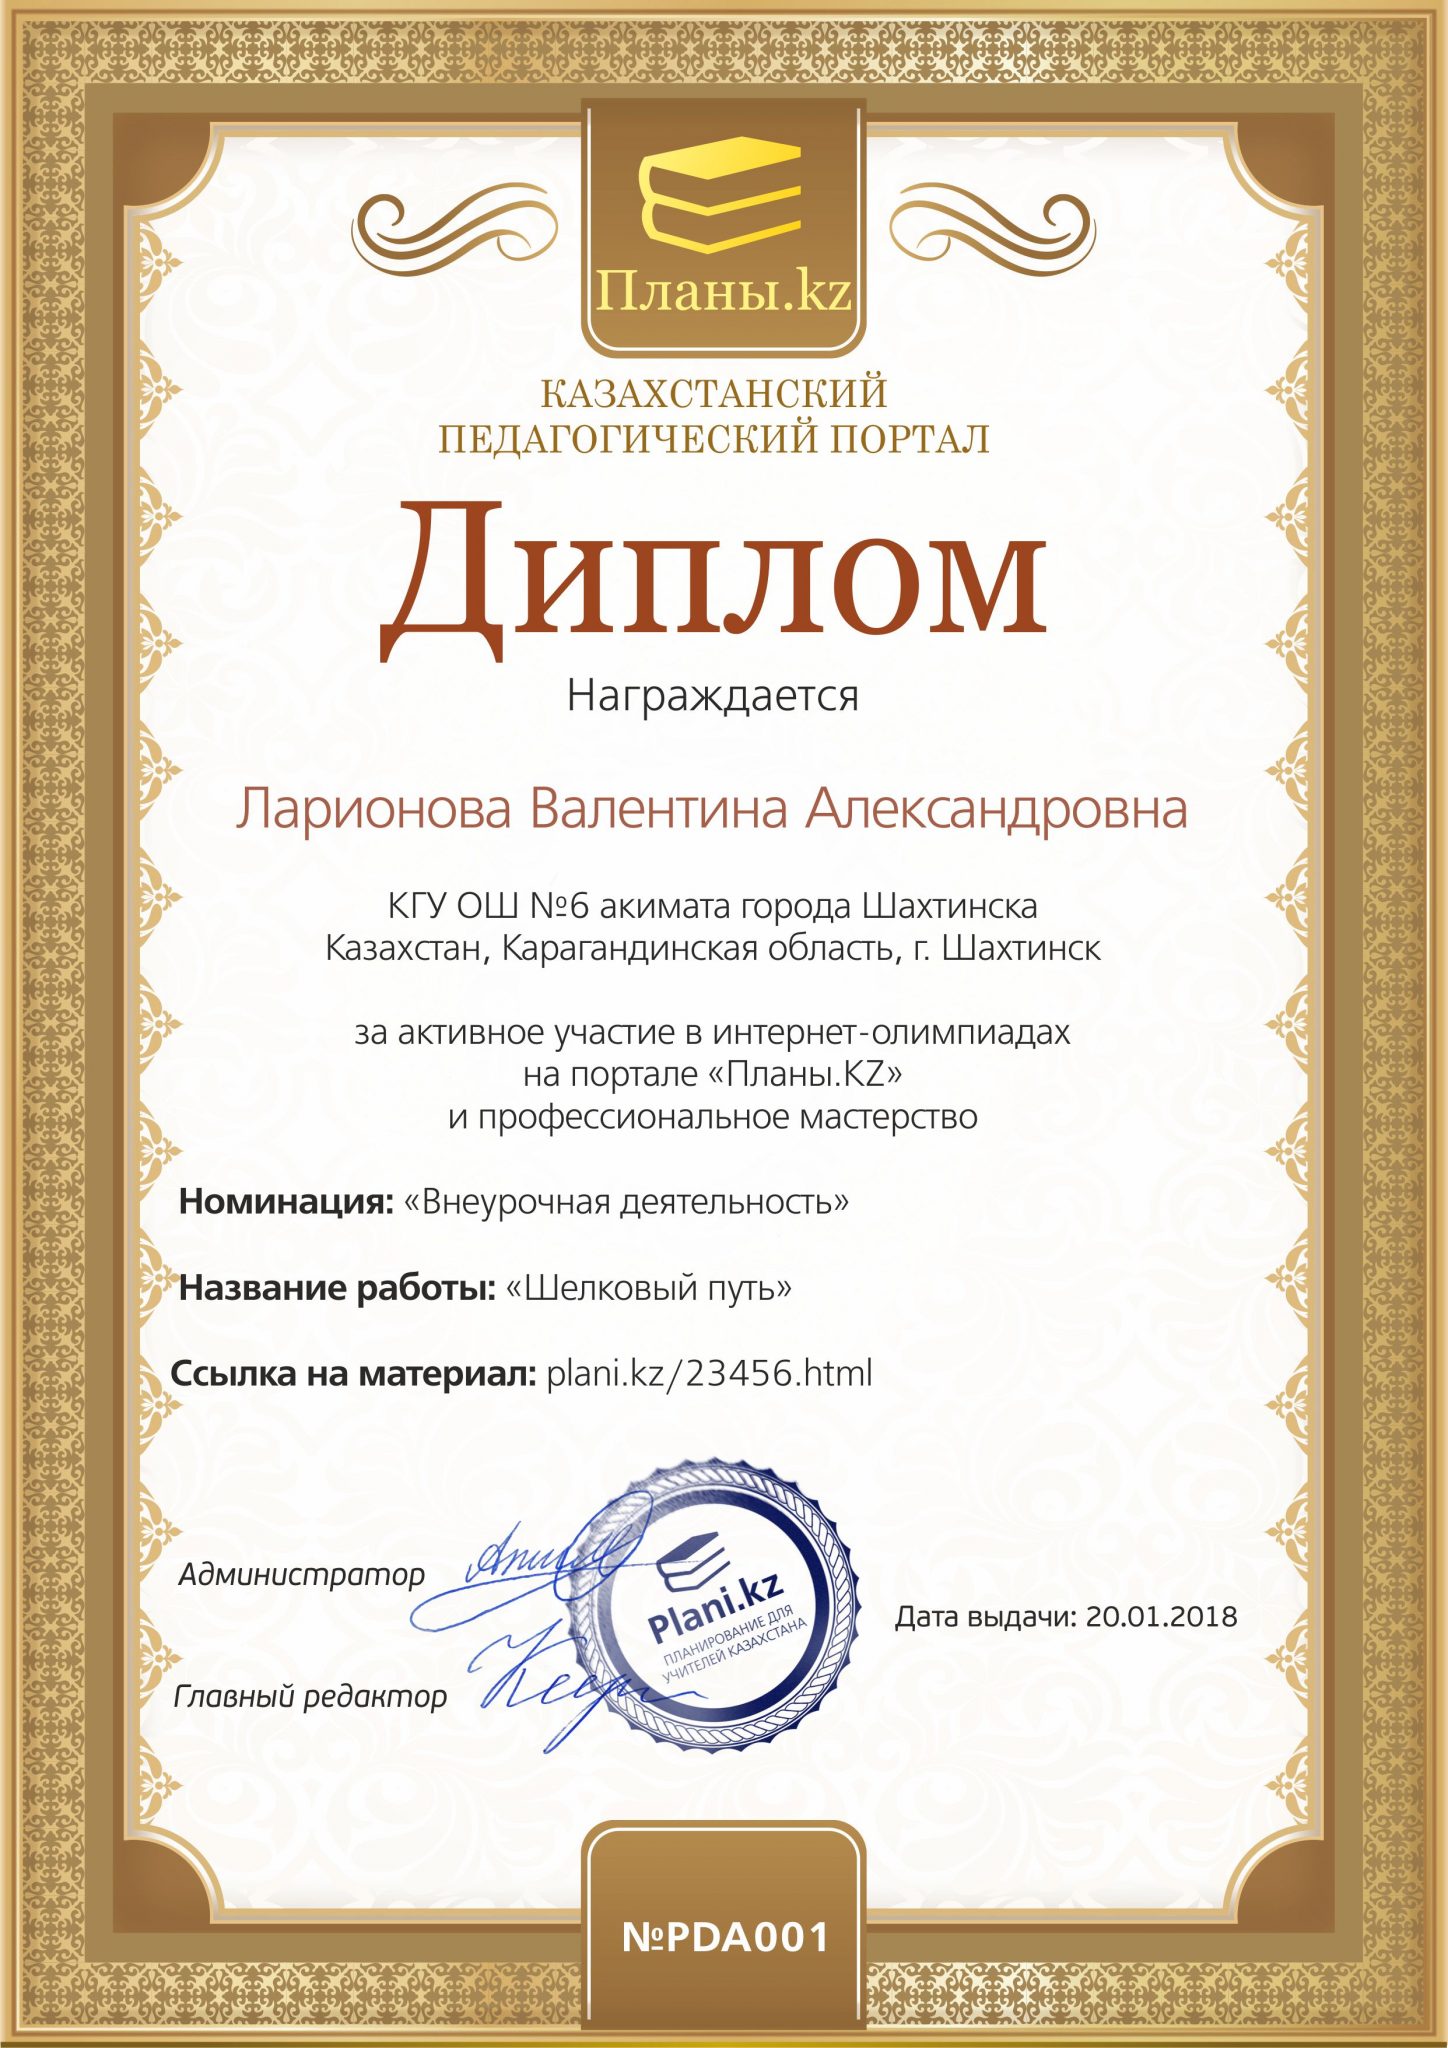 Планы.kz
КАЗАХСТАНСКИЙ
ПЕДАГОГИЧЕСКИЙ ПОРТАЛ
Диплом
Награждается
Ларионова Валентина Александровна
КГУ ОШ №6 акимата города Шахтинска
Казахстан, Карагандинская область, г. Шахтинск
за активное участие в интернет-олимпиадах
на портале «Планы.KZ»
и профессиональное мастерство
Номинация: «Внеурочная деятельность»
Название работы: «Шелковый путь»
Ссылка на материал: plani.kz/23456.html
Администратор
Plani.kz
ПЛАНИРОВАНИЕ ДЛЯ
УЧИТЕЛЕЙ КАЗАХСТАНА
Дата выдачи: 20.01.2018
Главный редактор
№PDA001